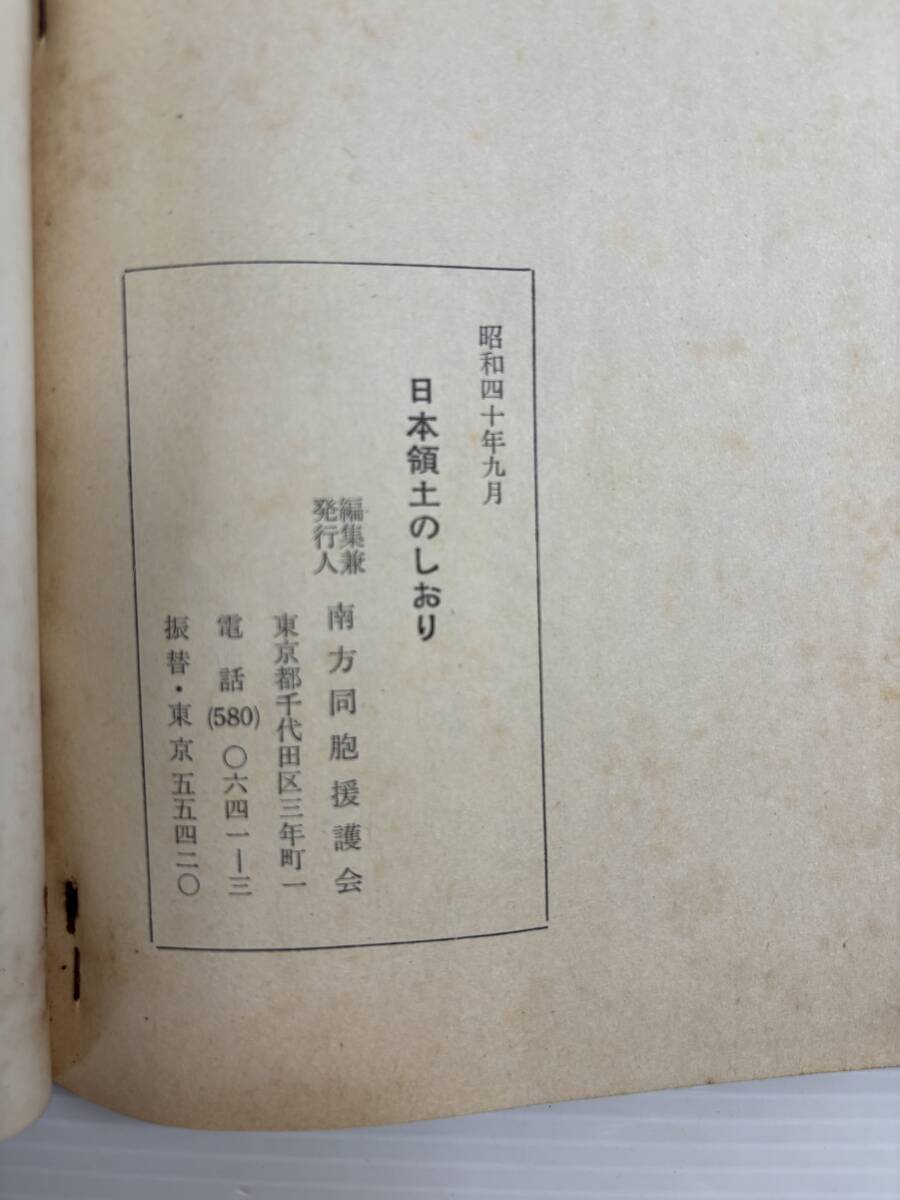 昭和四十年九月
日本領土のしおり
編集兼
発行人
南方同胞援護会
東京都千代田区三年町一
電話(580)〇六四一―三
振替・東京五五四二〇